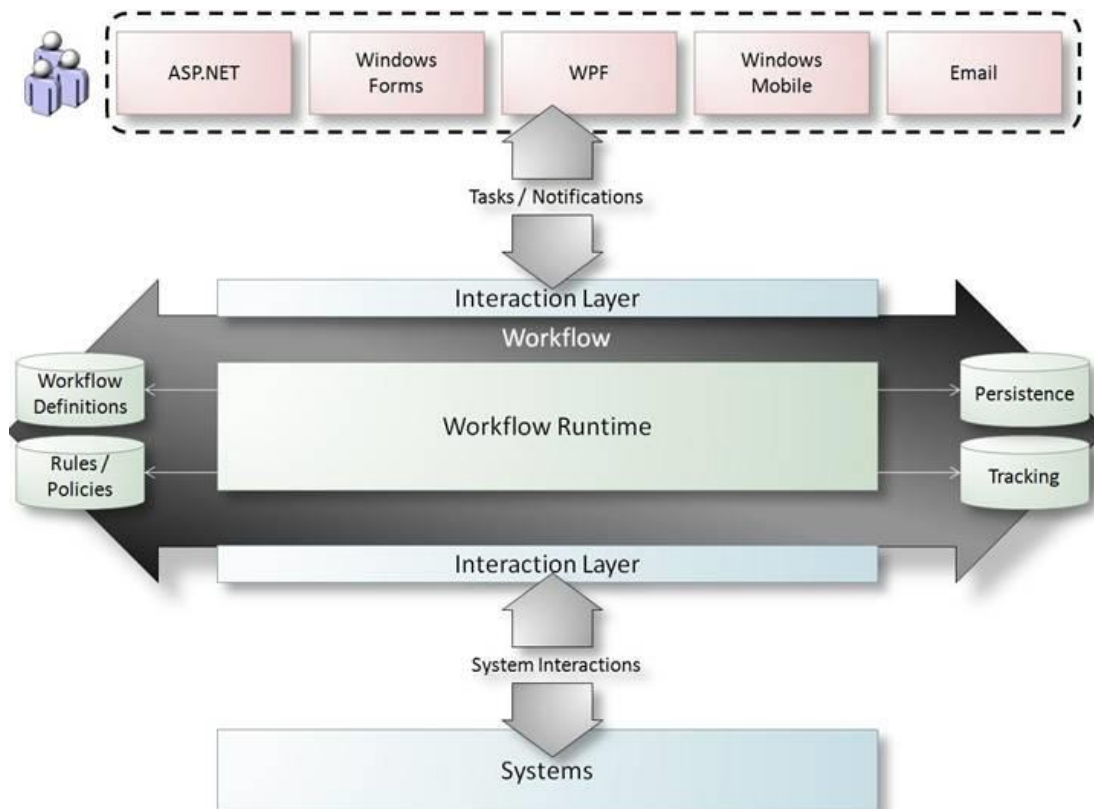 ASP.NET
Windows
Forms
WPF
Windows
Mobile
Email
Tasks / Notifications
Interaction Layer
Workflow
Workflow
Definitions
Rules /
Policies
Workflow Runtime
Persistence
Tracking
Interaction Layer
System Interactions
Systems